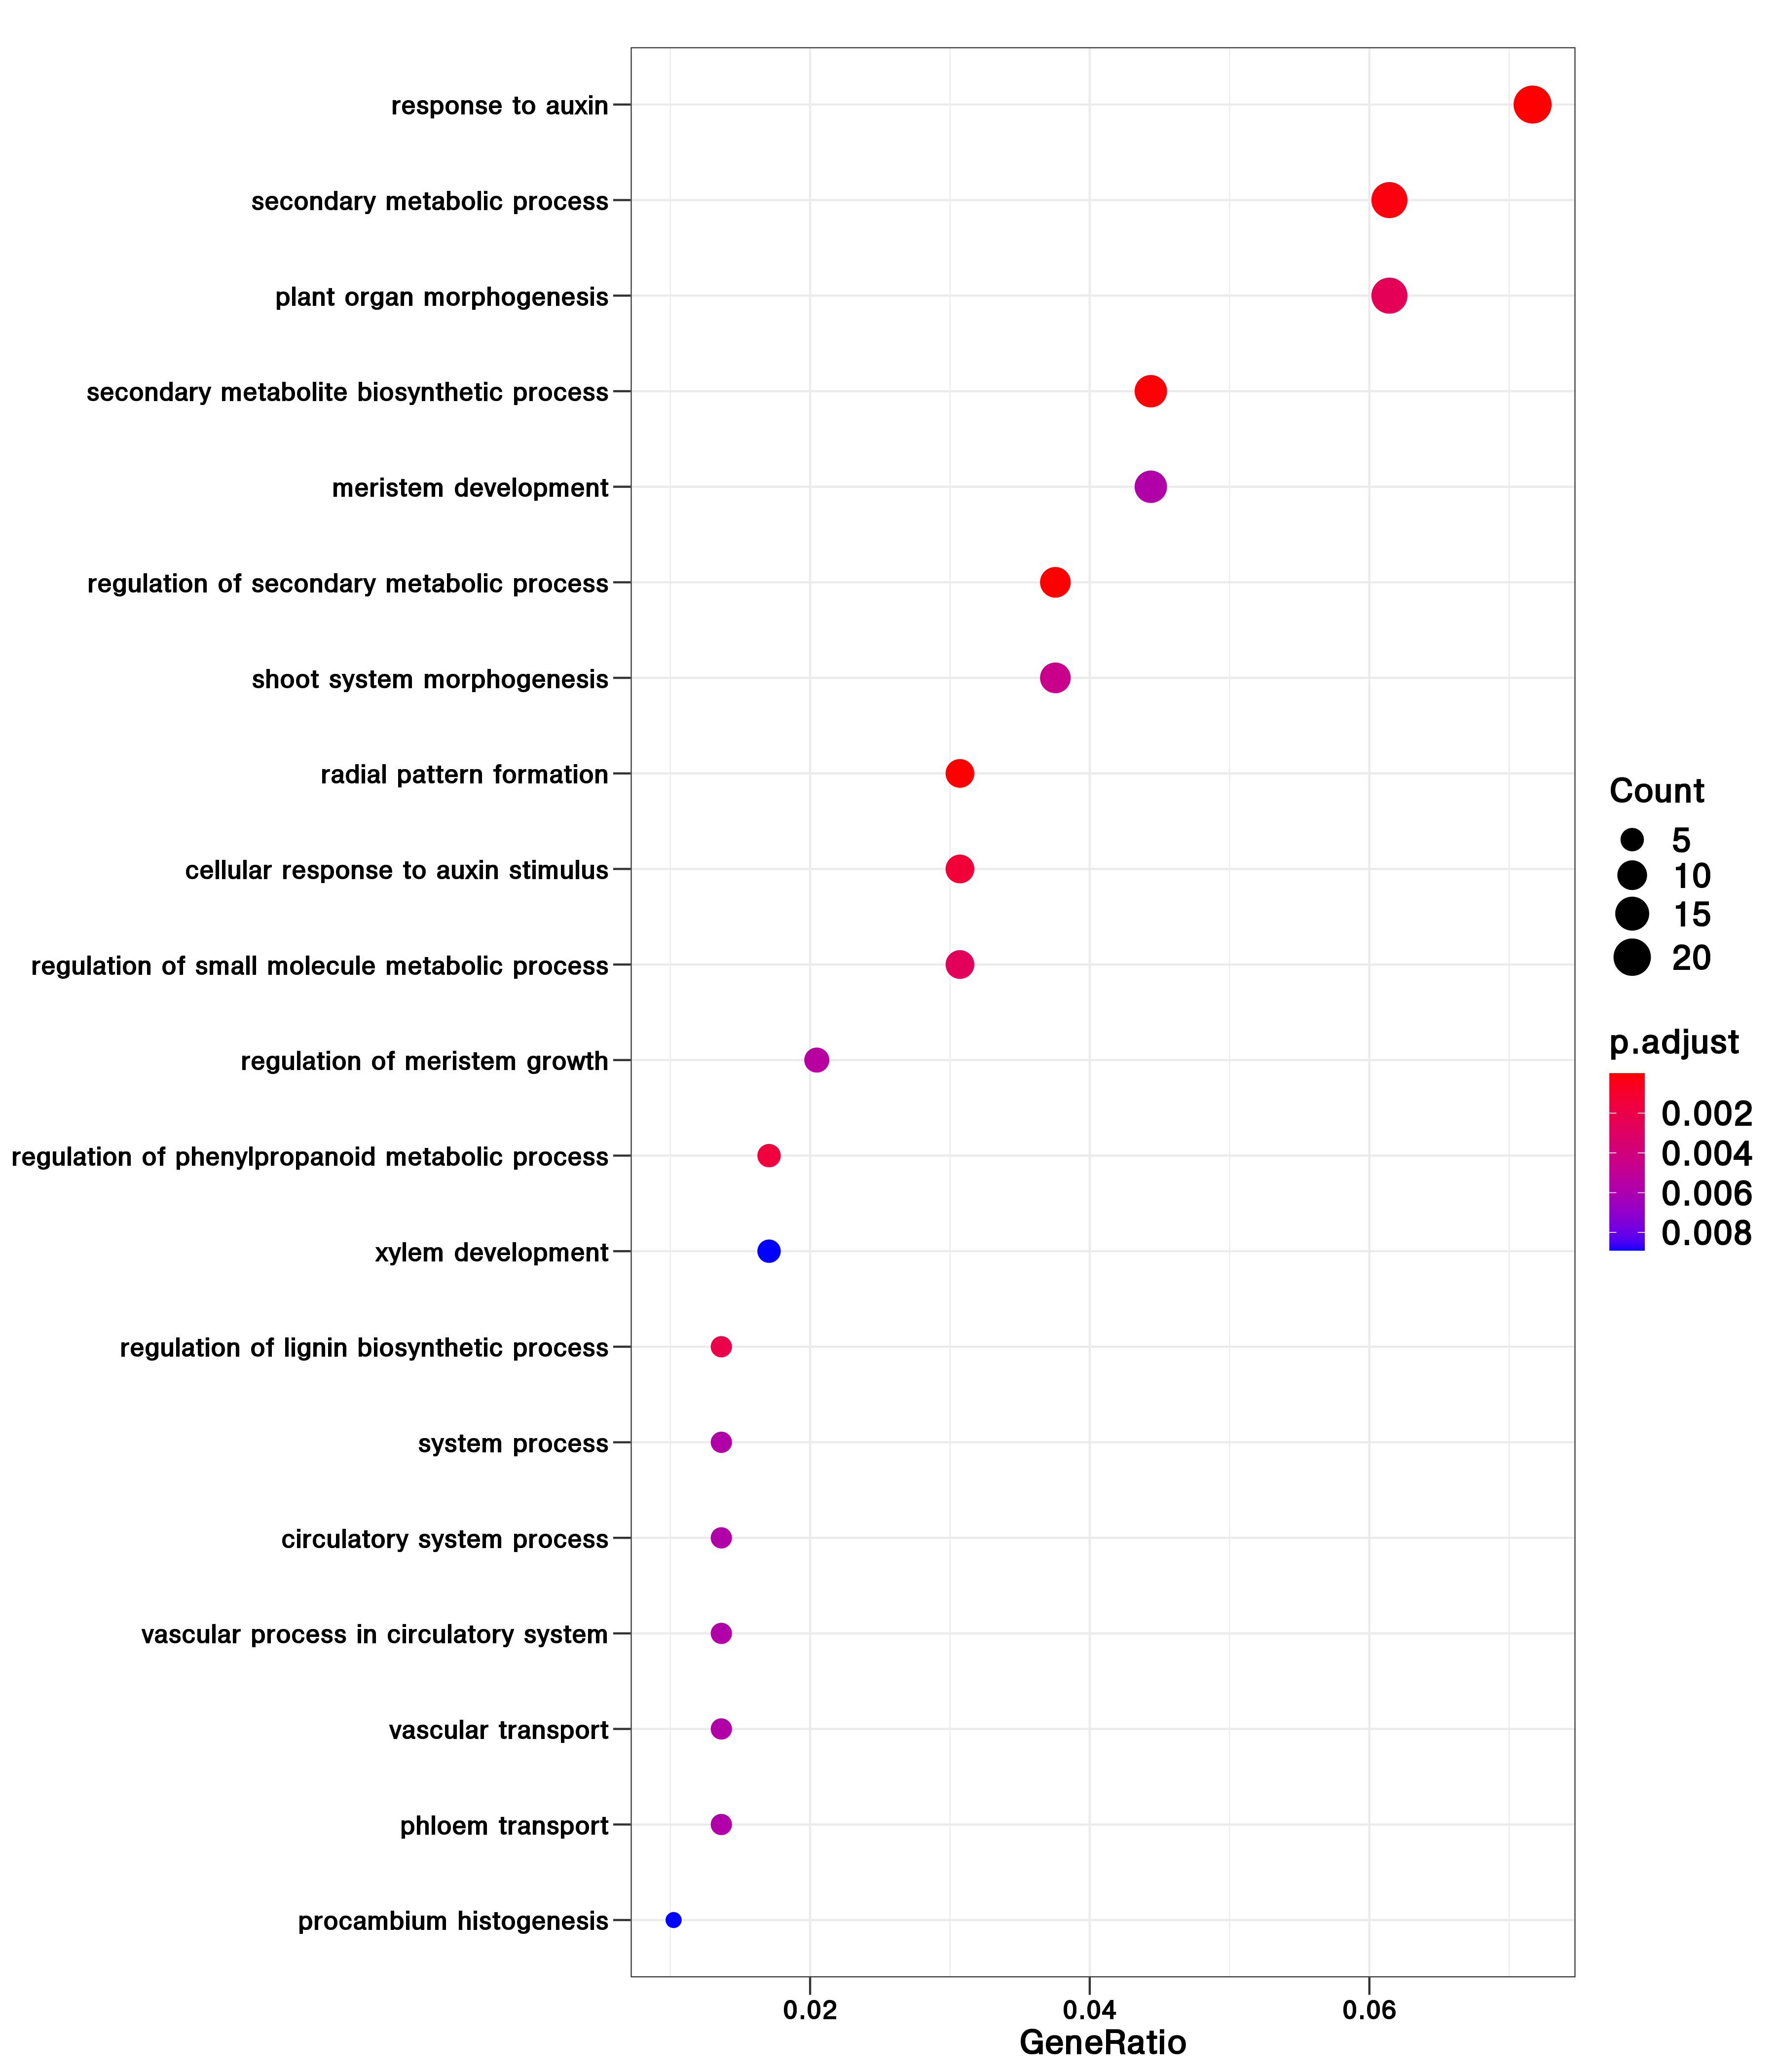 response to auxin
secondary metabolic process
plant organ morphogenesis
secondary metabolite biosynthetic process
meristem development
regulation of secondary metabolic process
shoot system morphogenesis
radial pattern formation
cellular response to auxin stimulus
regulation of small molecule metabolic process
regulation of meristem growth
regulation of phenylpropanoid metabolic process
xylem development
regulation of lignin biosynthetic process
system process
circulatory system process
vascular process in circulatory system
vascular transport
phloem transport
procambium histogenesis
0.02 0.04 0.06
GeneRatio
Count
5
10
15
20
p.adjust
0.002
0.004
0.006
0.008